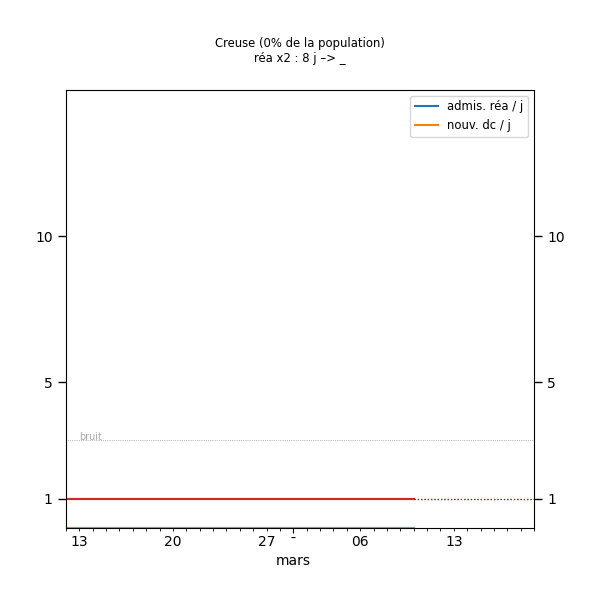 Creuse (0% de la population)
réa x2 : 8 j –> _
admis. réa / j
nouv. dc / j
10 10
5 5
bruit
1 1
13 20 27 - 06 13
mars